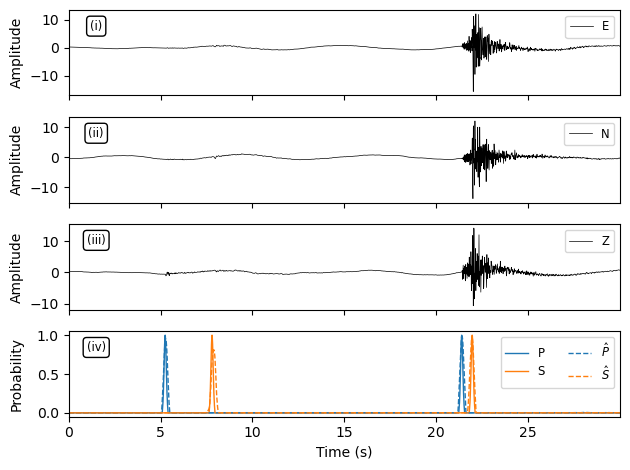 (i)
E
Amplitude
10
0
−10
(ii)
N
Amplitude
10
0
−10
(iii)
Z
Amplitude
10
0
−10
(iv)
P
S
P̂
Ŝ
Probability
1.0
0.5
0.0
0 5 10 15 20 25
Time (s)